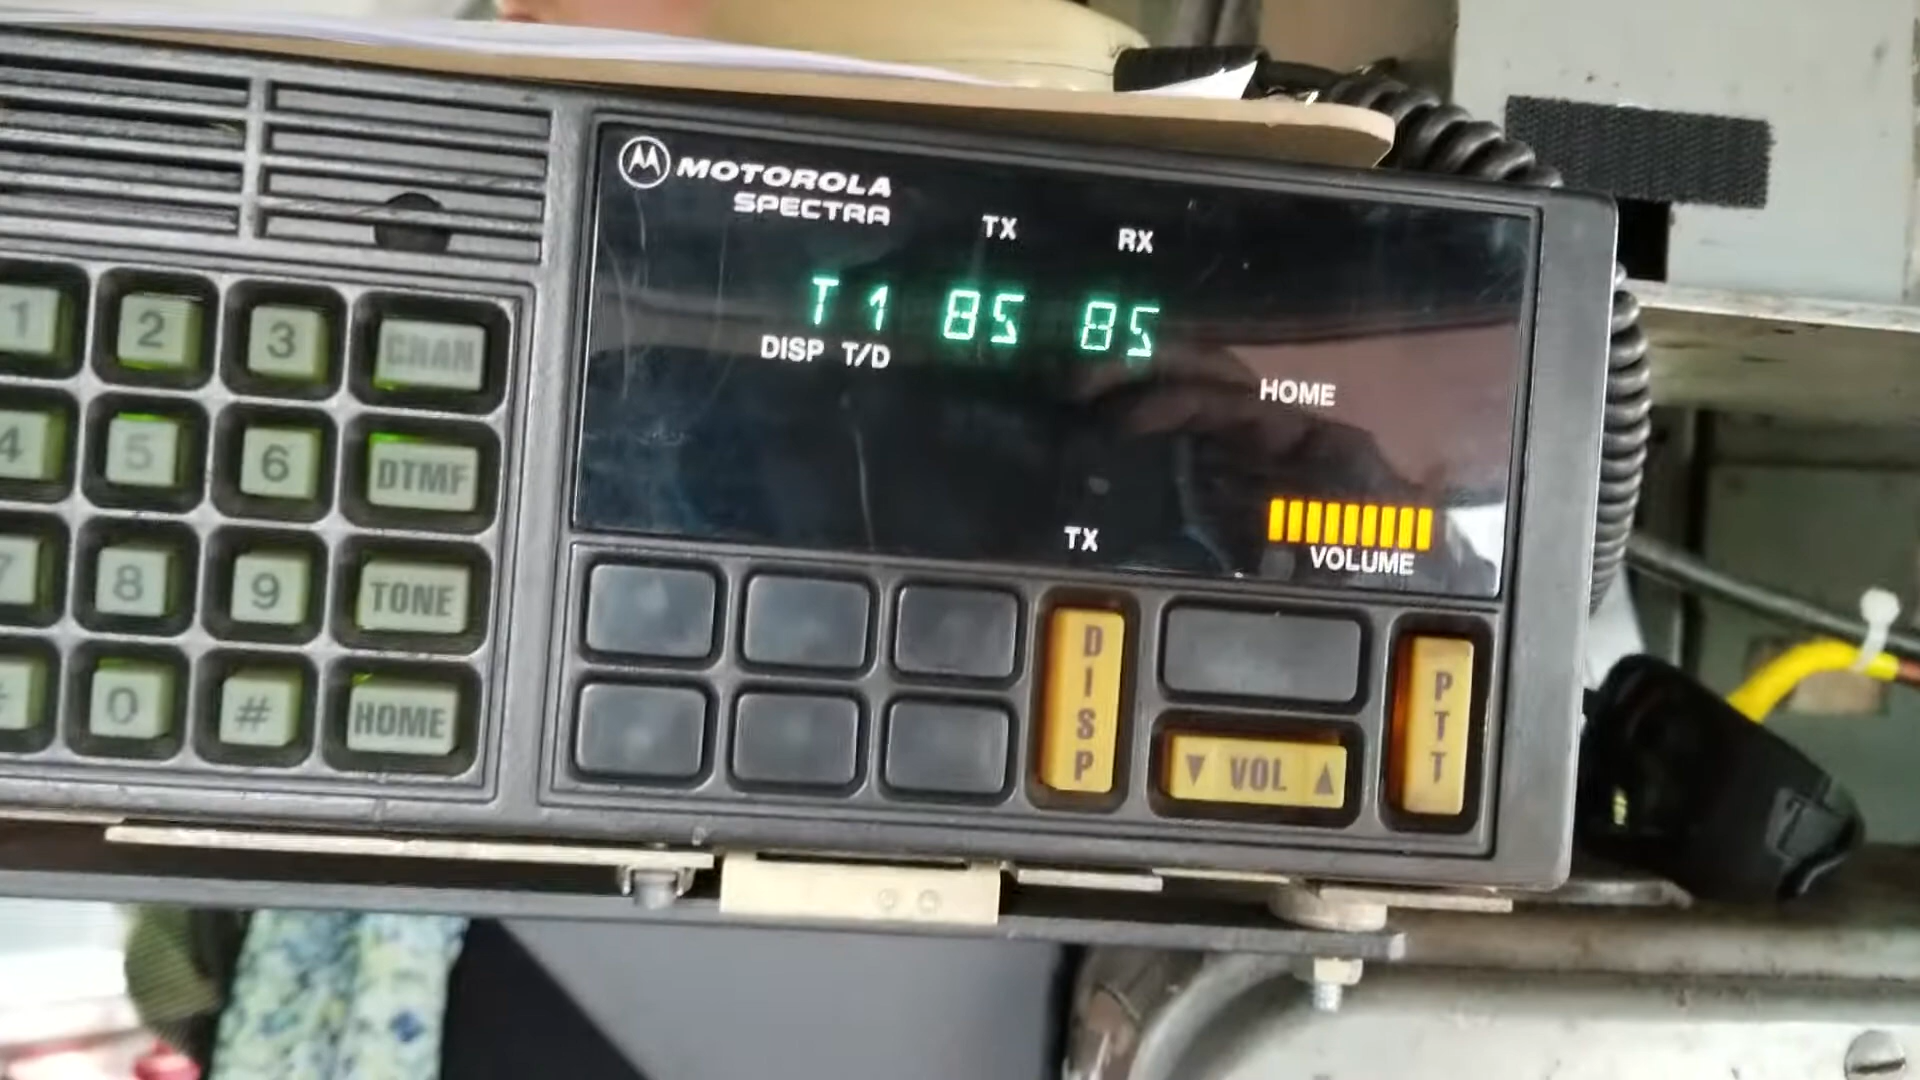 MOTOROLA
SPECTRA
TX RX
T 1 85 85
DISP T/D
HOME
TX
VOLUME
1 2 3 CHAN
4 5 6 DTMF
7 8 9 TONE
0 # HOME
DISP
▼ VOL ▲
PTT